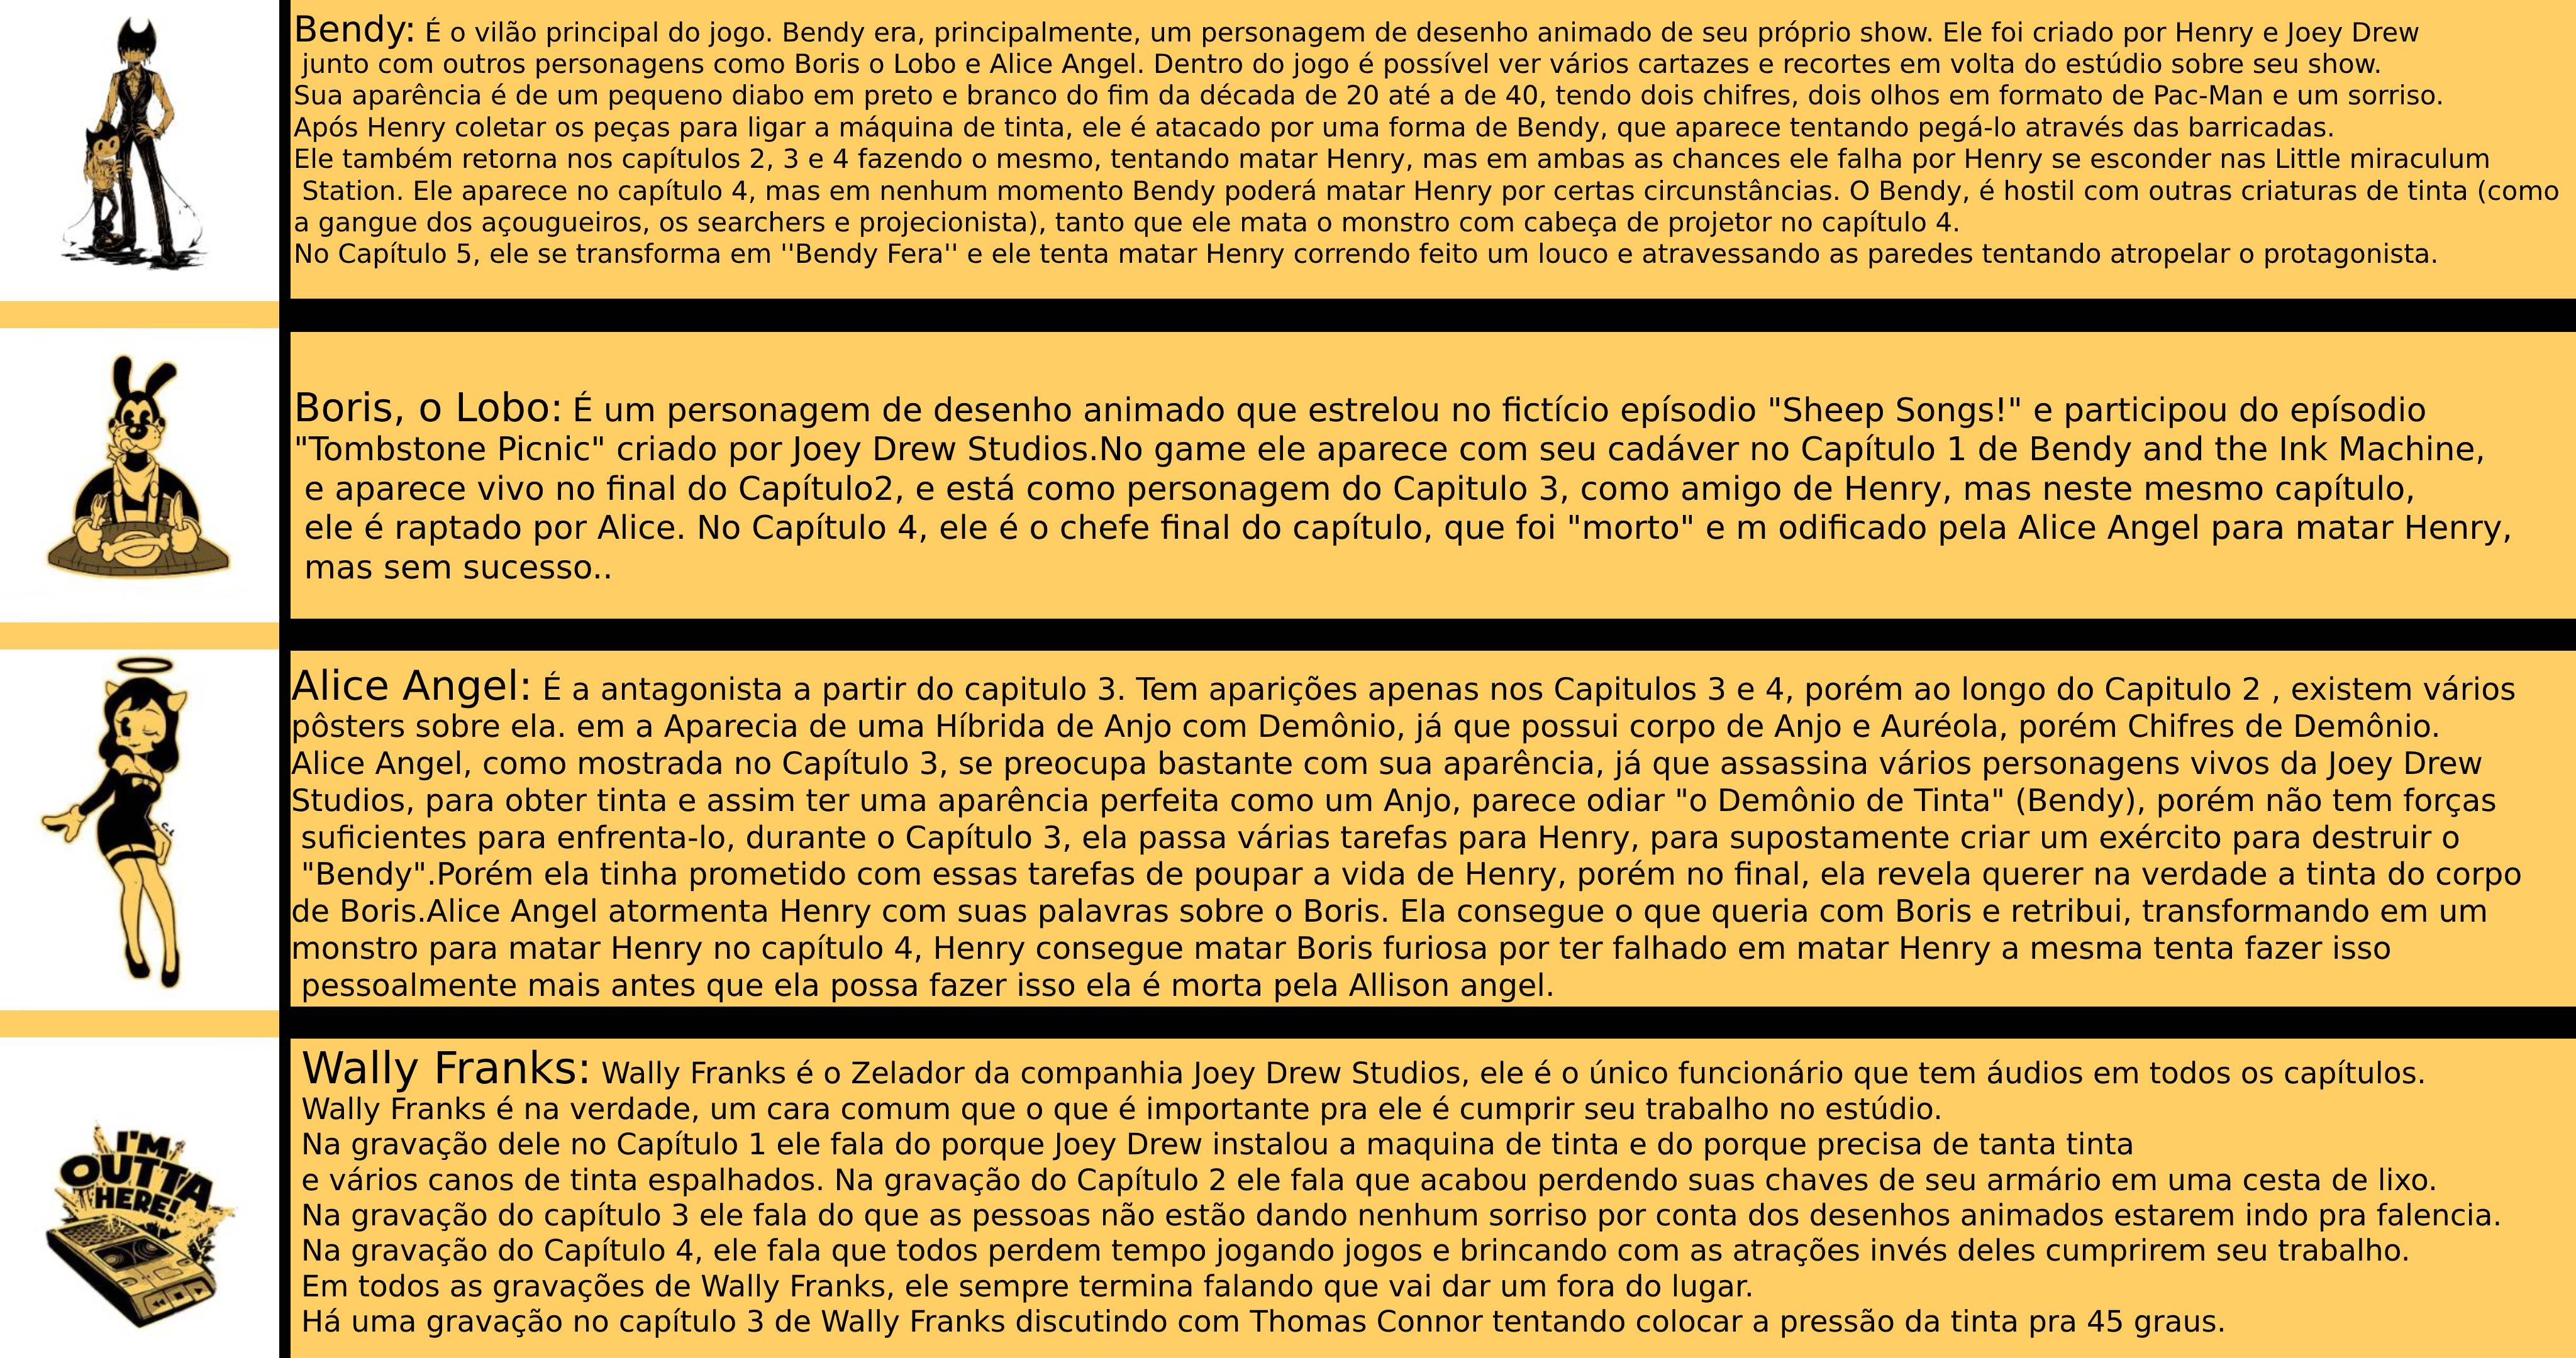 Bendy: É o vilão principal do jogo. Bendy era, principalmente, um personagem de desenho animado de seu próprio show. Ele foi criado por Henry e Joey Drew
junto com outros personagens como Boris o Lobo e Alice Angel. Dentro do jogo é possível ver vários cartazes e recortes em volta do estúdio sobre seu show.
Sua aparência é de um pequeno diabo em preto e branco do fim da década de 20 até a de 40, tendo dois chifres, dois olhos em formato de Pac-Man e um sorriso.
Após Henry coletar os peças para ligar a máquina de tinta, ele é atacado por uma forma de Bendy, que aparece tentando pegá-lo através das barricadas.
Ele também retorna nos capítulos 2, 3 e 4 fazendo o mesmo, tentando matar Henry, mas em ambas as chances ele falha por Henry se esconder nas Little miraculum
Station. Ele aparece no capítulo 4, mas em nenhum momento Bendy poderá matar Henry por certas circunstâncias. O Bendy, é hostil com outras criaturas de tinta (como
a gangue dos açougueiros, os searchers e projecionista), tanto que ele mata o monstro com cabeça de projetor no capítulo 4.
No Capítulo 5, ele se transforma em ''Bendy Fera'' e ele tenta matar Henry correndo feito um louco e atravessando as paredes tentando atropelar o protagonista.
Boris, o Lobo: É um personagem de desenho animado que estrelou no fictício epísodio "Sheep Songs!" e participou do epísodio
"Tombstone Picnic" criado por Joey Drew Studios.No game ele aparece com seu cadáver no Capítulo 1 de Bendy and the Ink Machine,
e aparece vivo no final do Capítulo2, e está como personagem do Capitulo 3, como amigo de Henry, mas neste mesmo capítulo,
ele é raptado por Alice. No Capítulo 4, ele é o chefe final do capítulo, que foi "morto" e m odificado pela Alice Angel para matar Henry,
mas sem sucesso..
Alice Angel: É a antagonista a partir do capitulo 3. Tem aparições apenas nos Capitulos 3 e 4, porém ao longo do Capitulo 2 , existem vários
pôsters sobre ela. em a Aparecia de uma Híbrida de Anjo com Demônio, já que possui corpo de Anjo e Auréola, porém Chifres de Demônio.
Alice Angel, como mostrada no Capítulo 3, se preocupa bastante com sua aparência, já que assassina vários personagens vivos da Joey Drew
Studios, para obter tinta e assim ter uma aparência perfeita como um Anjo, parece odiar "o Demônio de Tinta" (Bendy), porém não tem forças
suficientes para enfrenta-lo, durante o Capítulo 3, ela passa várias tarefas para Henry, para supostamente criar um exército para destruir o
"Bendy".Porém ela tinha prometido com essas tarefas de poupar a vida de Henry, porém no final, ela revela querer na verdade a tinta do corpo
de Boris.Alice Angel atormenta Henry com suas palavras sobre o Boris. Ela consegue o que queria com Boris e retribui, transformando em um
monstro para matar Henry no capítulo 4, Henry consegue matar Boris furiosa por ter falhado em matar Henry a mesma tenta fazer isso
pessoalmente mais antes que ela possa fazer isso ela é morta pela Allison angel.
Wally Franks: Wally Franks é o Zelador da companhia Joey Drew Studios, ele é o único funcionário que tem áudios em todos os capítulos.
Wally Franks é na verdade, um cara comum que o que é importante pra ele é cumprir seu trabalho no estúdio.
Na gravação dele no Capítulo 1 ele fala do porque Joey Drew instalou a maquina de tinta e do porque precisa de tanta tinta
e vários canos de tinta espalhados. Na gravação do Capítulo 2 ele fala que acabou perdendo suas chaves de seu armário em uma cesta de lixo.
Na gravação do capítulo 3 ele fala do que as pessoas não estão dando nenhum sorriso por conta dos desenhos animados estarem indo pra falencia.
Na gravação do Capítulo 4, ele fala que todos perdem tempo jogando jogos e brincando com as atrações invés deles cumprirem seu trabalho.
Em todos as gravações de Wally Franks, ele sempre termina falando que vai dar um fora do lugar.
Há uma gravação no capítulo 3 de Wally Franks discutindo com Thomas Connor tentando colocar a pressão da tinta pra 45 graus.
I'M
OUTTA
HERE!